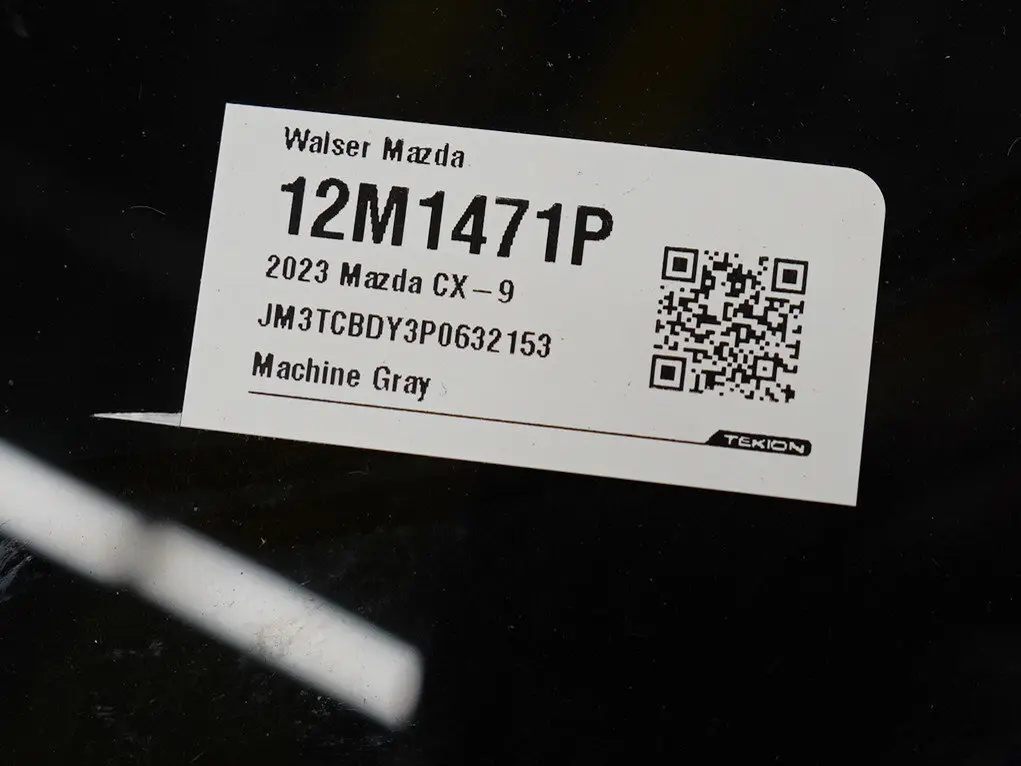 Walser Mazda
12M1471P
2023 Mazda CX-9
JM3TCBDY3P0632153
Machine Gray
TEKION